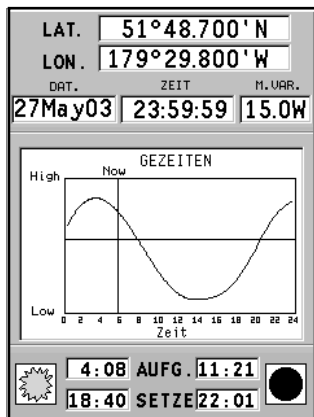 LAT. 51°48.700'N
LON. 179°29.800'W
DAT. ZEIT M.VAR.
27May03 23:59:59 15.0W
GEZEITEN
High Now
Low
0 2 4 6 8 10 12 14 16 18 20 22 24
Zeit
4:08 AUFG. 11:21
18:40 SETZE 22:01